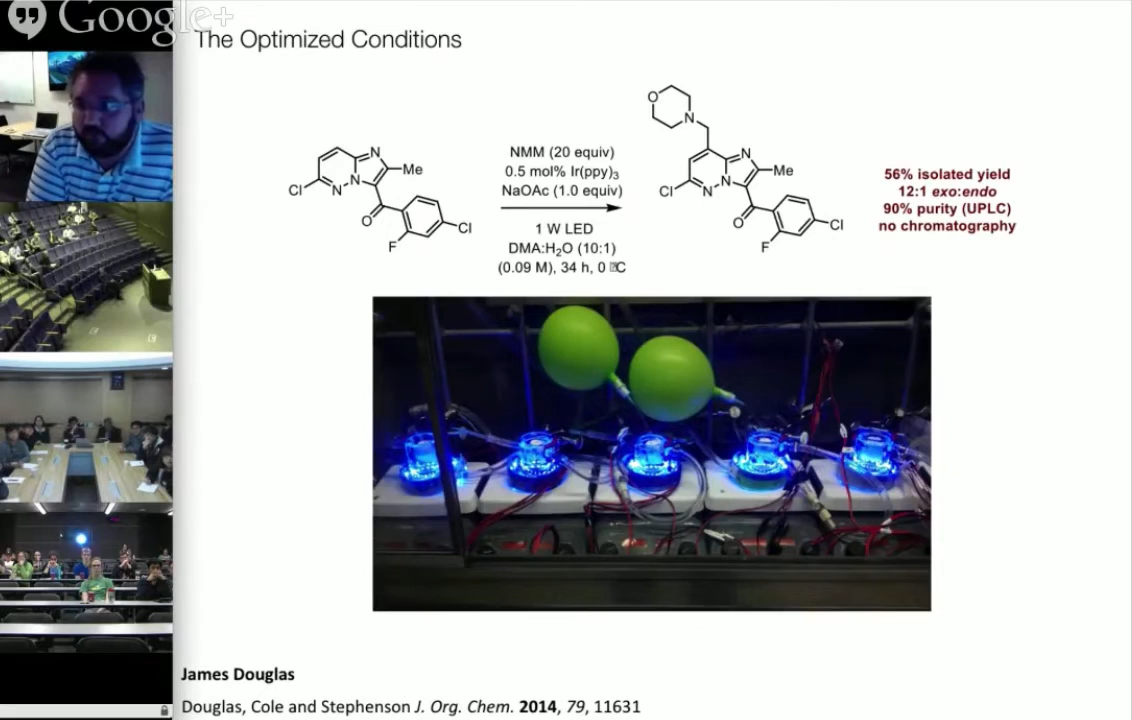 Google+
The Optimized Conditions
O
N
N
Me
Cl
N
N
O
F
Cl
NMM (20 equiv)
0.5 mol% Ir(ppy)₃
NaOAc (1.0 equiv)
1 W LED
DMA:H₂O (10:1)
(0.09 M), 34 h, 0 C
N
Me
Cl
N
N
O
F
Cl
56% isolated yield
12:1 exo:endo
90% purity (UPLC)
no chromatography
James Douglas
Douglas, Cole and Stephenson J. Org. Chem. 2014, 79, 11631